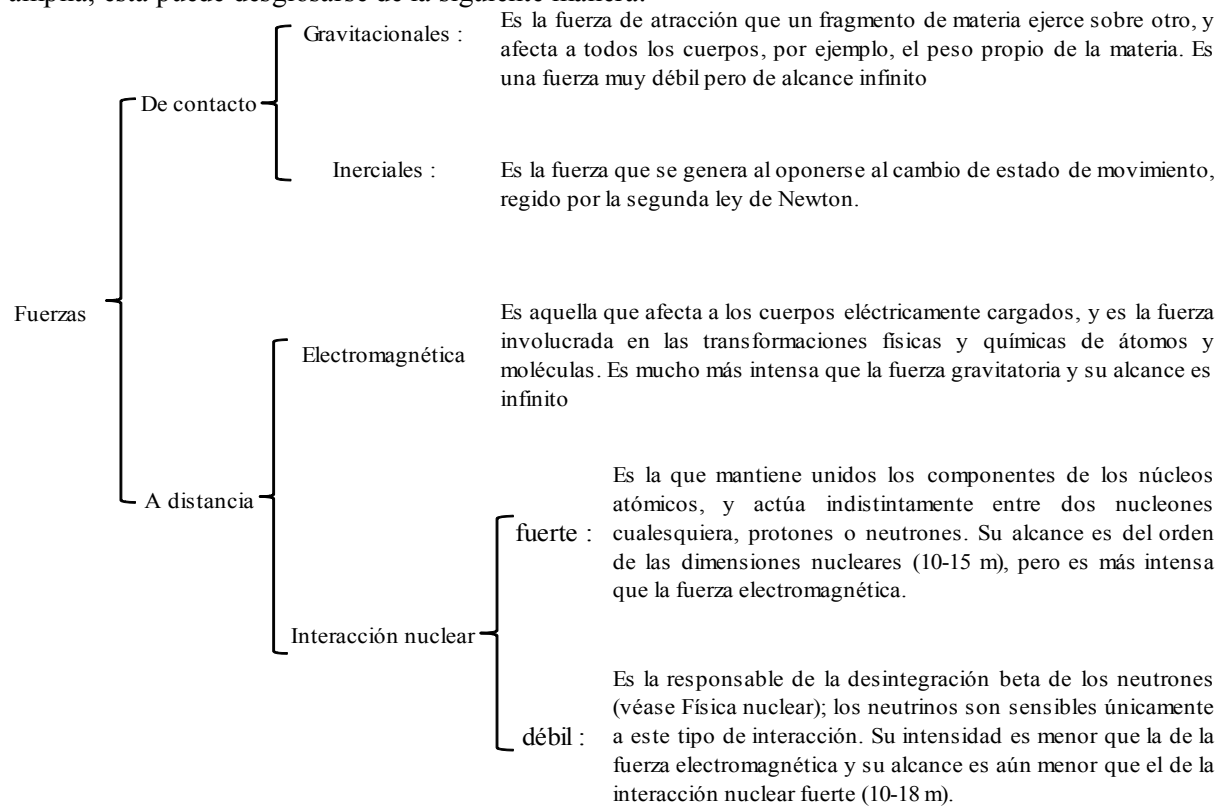 amplia, esta puede desglosarse de la siguiente manera:
Gravitacionales :
Es la fuerza de atracción que un fragmento de materia ejerce sobre otro, y
afecta a todos los cuerpos, por ejemplo, el peso propio de la materia. Es
una fuerza muy débil pero de alcance infinito
De contacto
Inerciales :
Es la fuerza que se genera al oponerse al cambio de estado de movimiento,
regido por la segunda ley de Newton.
Fuerzas
Electromagnética
Es aquella que afecta a los cuerpos eléctricamente cargados, y es la fuerza
involucrada en las transformaciones físicas y químicas de átomos y
moléculas. Es mucho más intensa que la fuerza gravitatoria y su alcance es
infinito
A distancia
Interacción nuclear
fuerte :
Es la que mantiene unidos los componentes de los núcleos
atómicos, y actúa indistintamente entre dos nucleones
cualesquiera, protones o neutrones. Su alcance es del orden
de las dimensiones nucleares (10-15 m), pero es más intensa
que la fuerza electromagnética.
débil :
Es la responsable de la desintegración beta de los neutrones
(véase Física nuclear); los neutrinos son sensibles únicamente
a este tipo de interacción. Su intensidad es menor que la de la
fuerza electromagnética y su alcance es aún menor que el de la
interacción nuclear fuerte (10-18 m).